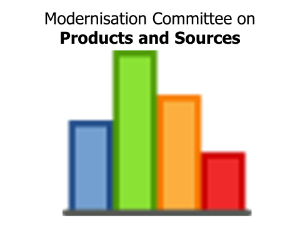 Modernisation Committee on
Products and Sources